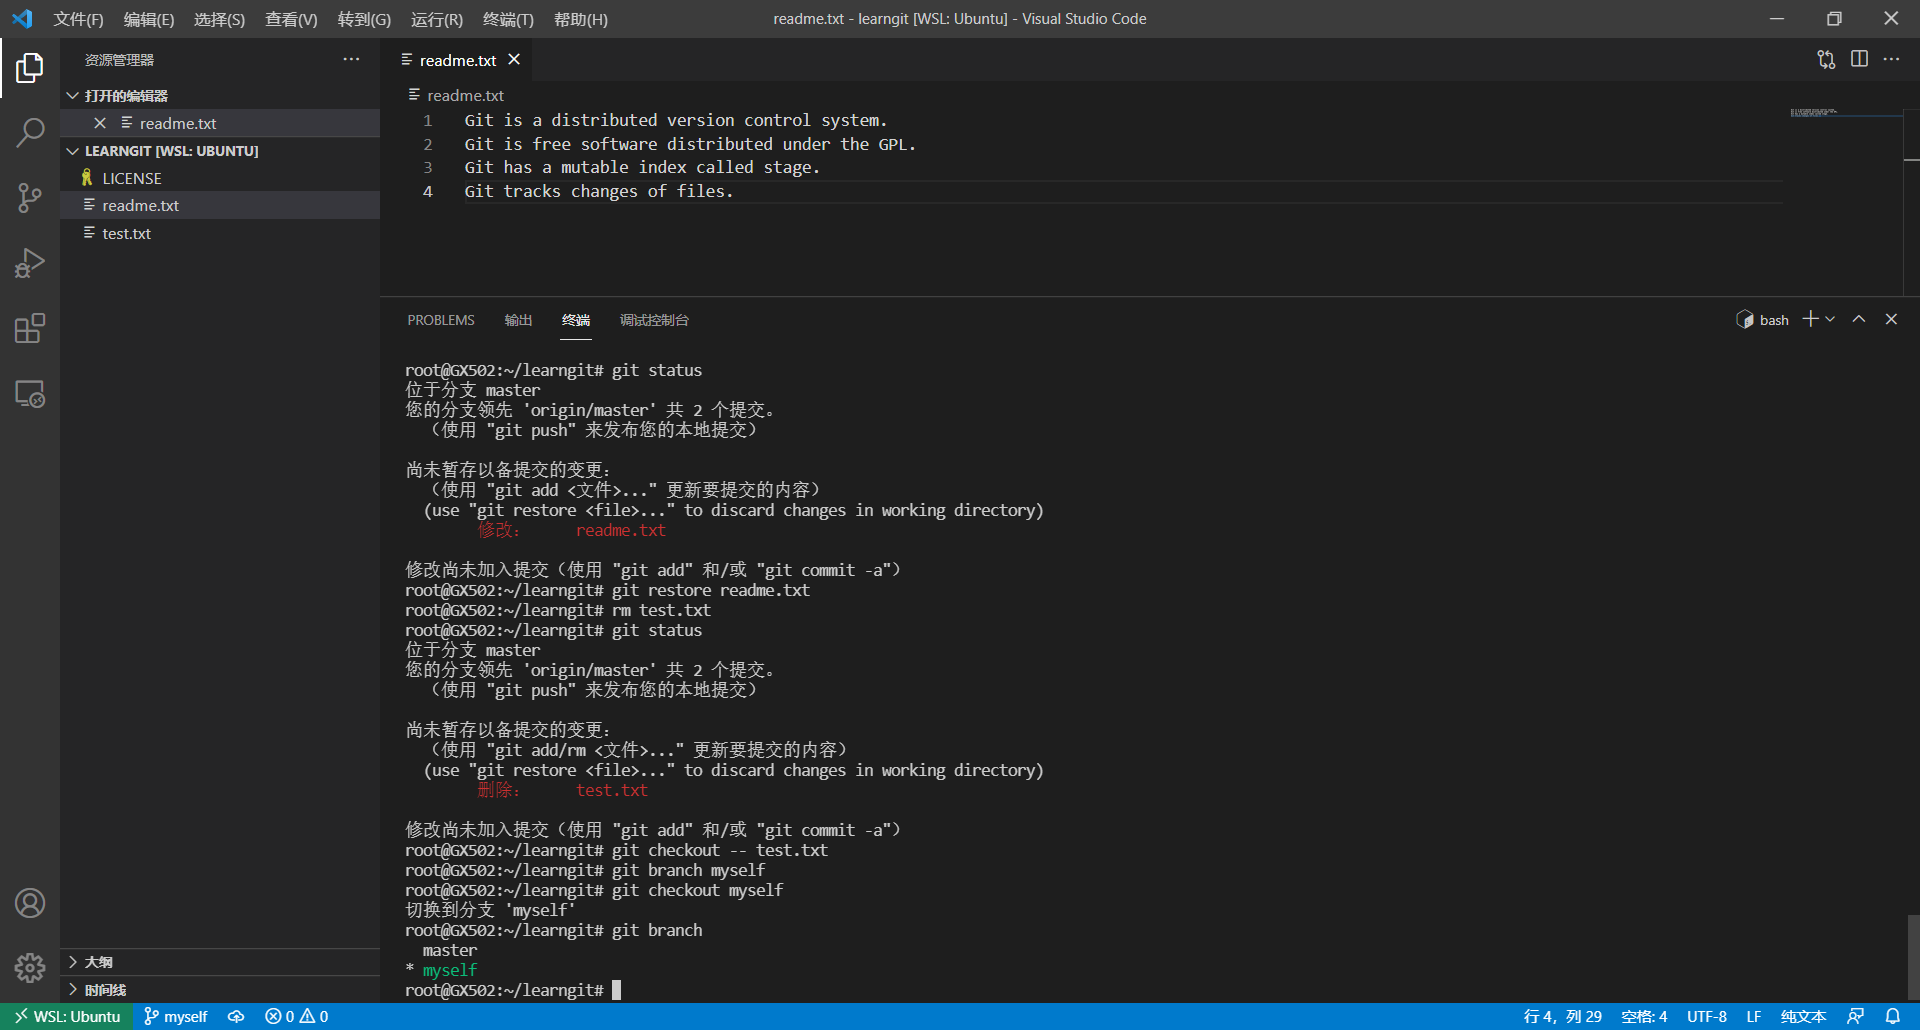 文件(F) 编辑(E) 选择(S) 查看(V) 转到(G) 运行(R) 终端(T) 帮助(H) readme.txt - learngit [WSL: Ubuntu] - Visual Studio Code
资源管理器
打开的编辑器
readme.txt
LEARNGIT [WSL: UBUNTU]
LICENSE
readme.txt
test.txt
大纲
时间线
readme.txt
readme.txt
1 Git is a distributed version control system.
2 Git is free software distributed under the GPL.
3 Git has a mutable index called stage.
4 Git tracks changes of files.
PROBLEMS 输出 终端 调试控制台 bash
root@GX502:~/learngit# git status
位于分支 master
您的分支领先 'origin/master' 共 2 个提交。
（使用 "git push" 来发布您的本地提交）
尚未暂存以备提交的变更：
（使用 "git add <文件>..." 更新要提交的内容）
(use "git restore <file>..." to discard changes in working directory)
修改： readme.txt
修改尚未加入提交（使用 "git add" 和/或 "git commit -a"）
root@GX502:~/learngit# git restore readme.txt
root@GX502:~/learngit# rm test.txt
root@GX502:~/learngit# git status
位于分支 master
您的分支领先 'origin/master' 共 2 个提交。
（使用 "git push" 来发布您的本地提交）
尚未暂存以备提交的变更：
（使用 "git add/rm <文件>..." 更新要提交的内容）
(use "git restore <file>..." to discard changes in working directory)
删除： test.txt
修改尚未加入提交（使用 "git add" 和/或 "git commit -a"）
root@GX502:~/learngit# git checkout -- test.txt
root@GX502:~/learngit# git branch myself
root@GX502:~/learngit# git checkout myself
切换到分支 'myself'
root@GX502:~/learngit# git branch
master
* myself
root@GX502:~/learngit#
WSL: Ubuntu myself 0 0 行 4，列 29 空格: 4 UTF-8 LF 纯文本